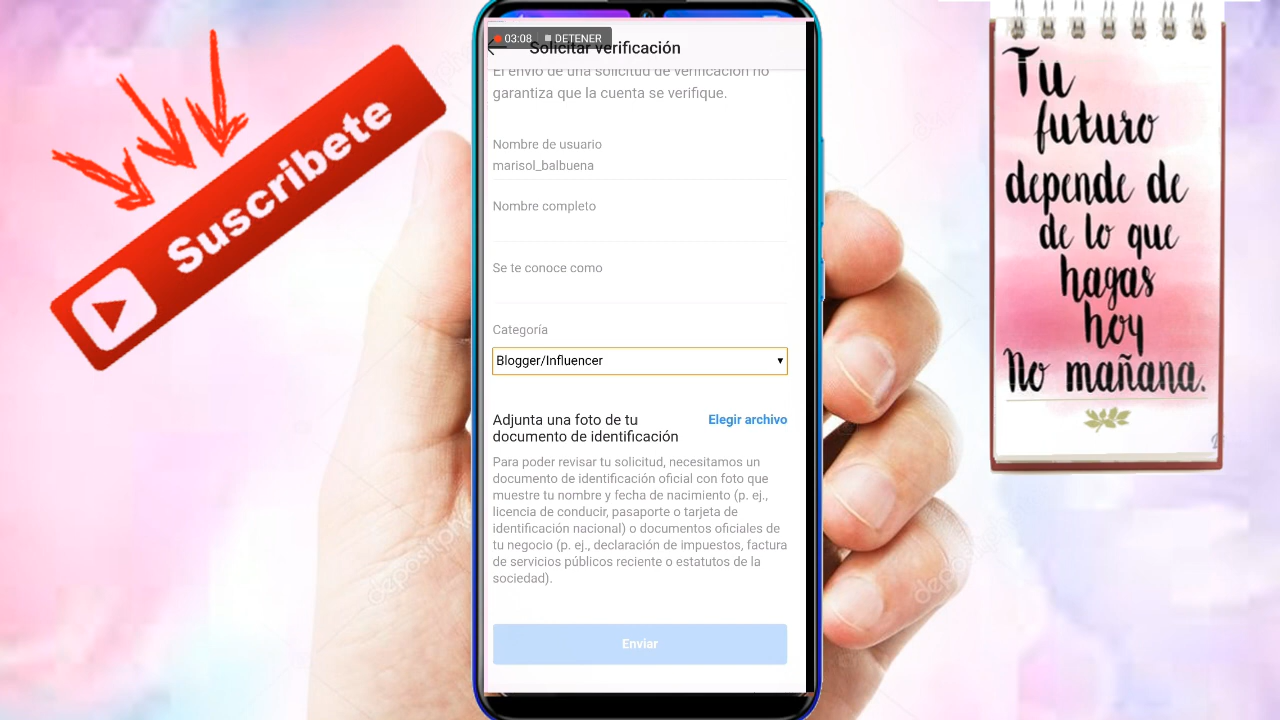 Suscribete
03:08
DETENER
Solicitar verificación
El envío de una solicitud de verificación no
garantiza que la cuenta se verifique.
Nombre de usuario
marisol_balbuena
Nombre completo
Se te conoce como
Categoría
Blogger/Influencer
Adjunta una foto de tu
documento de identificación
Elegir archivo
Para poder revisar tu solicitud, necesitamos un
documento de identificación oficial con foto que
muestre tu nombre y fecha de nacimiento (p. ej.,
licencia de conducir, pasaporte o tarjeta de
identificación nacional) o documentos oficiales de
tu negocio (p. ej., declaración de impuestos, factura
de servicios públicos reciente o estatutos de la
sociedad).
Enviar
Tu
futuro
depende de
de lo que
hagas
hoy
No mañana.